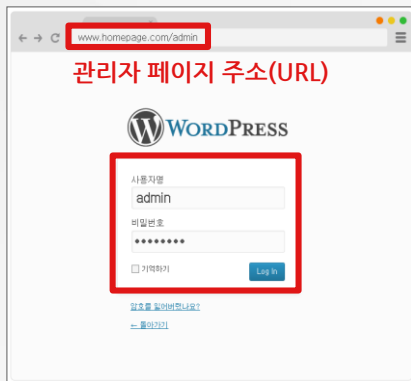 www.homepage.com/admin
관리자 페이지 주소(URL)
WORDPRESS
사용자명
admin
비밀번호
••••••••
기억하기
Log In
암호를 잃어버렸나요?
← 돌아가기